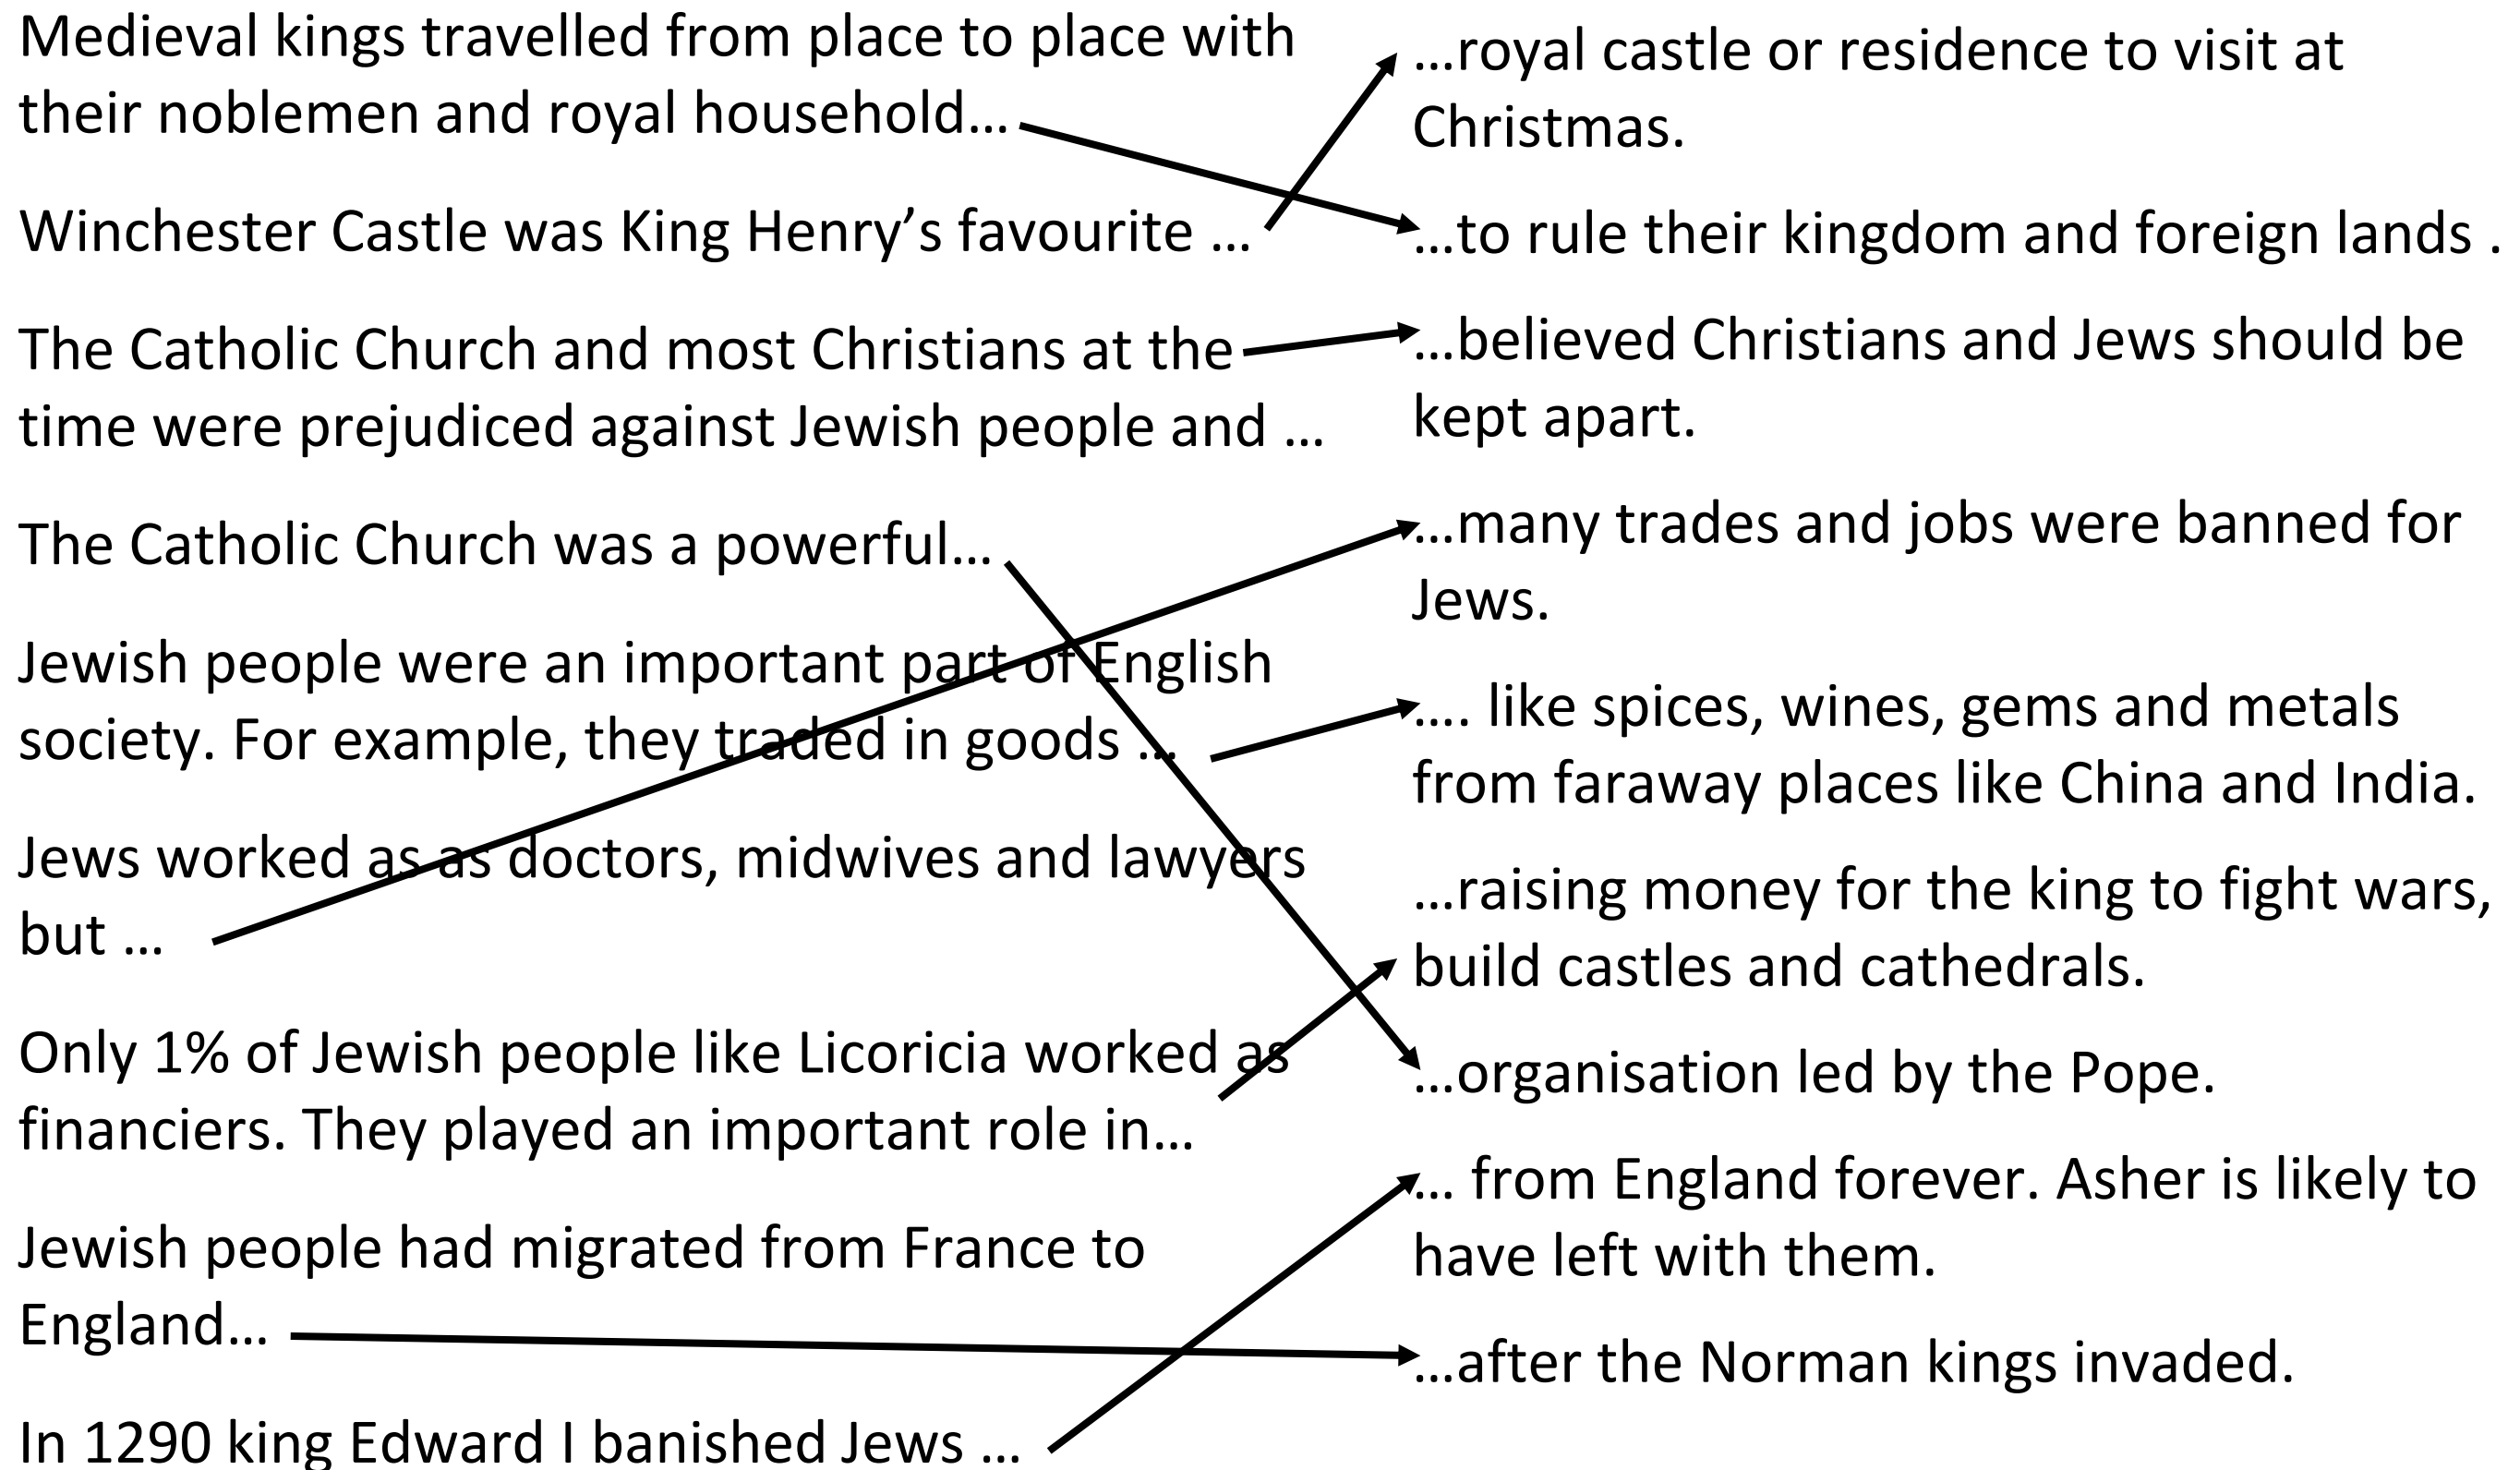 Medieval kings travelled from place to place with
their noblemen and royal household...
Winchester Castle was King Henry's favourite ...
The Catholic Church and most Christians at the
time were prejudiced against Jewish people and ...
The Catholic Church was a powerful...
Jewish people were an important part of English
society. For example, they traded in goods ...
Jews worked as as doctors, midwives and lawyers
but ...
Only 1% of Jewish people like Licoricia worked as
financiers. They played an important role in...
Jewish people had migrated from France to
England...
In 1290 king Edward I banished Jews ...
...royal castle or residence to visit at
Christmas.
...to rule their kingdom and foreign lands .
...believed Christians and Jews should be
kept apart.
...many trades and jobs were banned for
Jews.
.... like spices, wines, gems and metals
from faraway places like China and India.
...raising money for the king to fight wars,
build castles and cathedrals.
...organisation led by the Pope.
... from England forever. Asher is likely to
have left with them.
...after the Norman kings invaded.